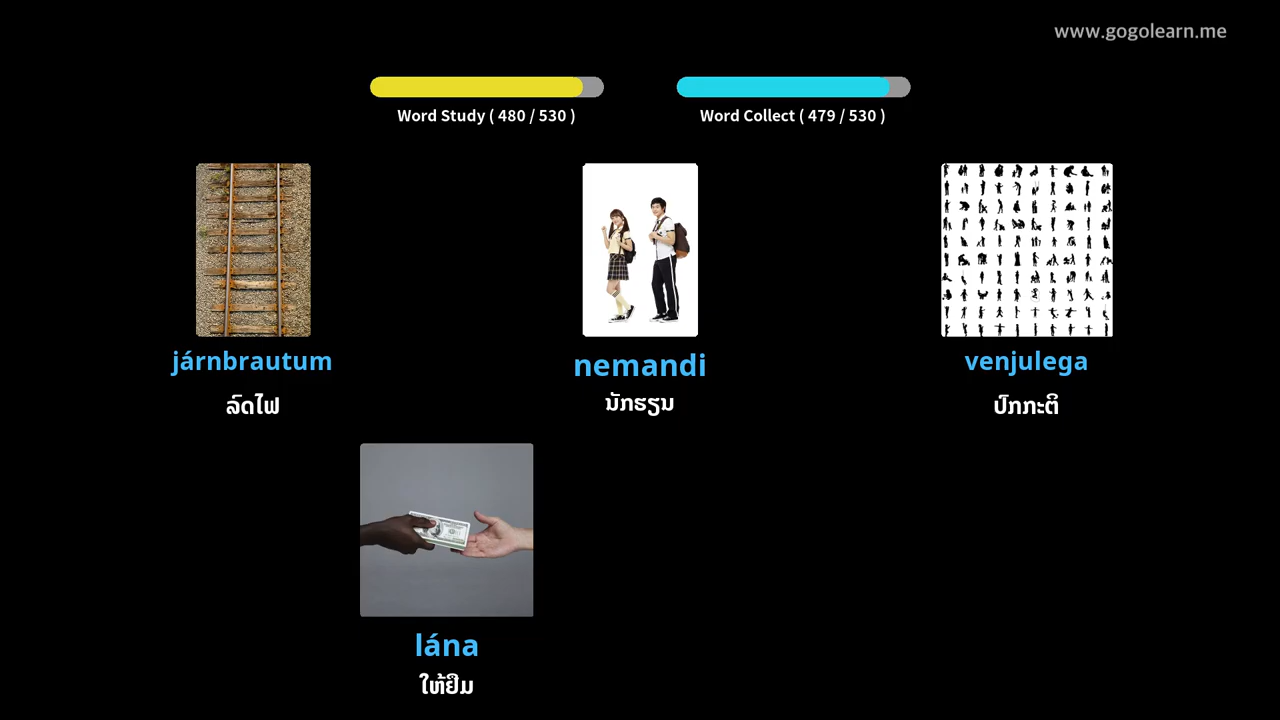 www.gogolearn.me
Word Study ( 480 / 530 )
Word Collect ( 479 / 530 )
járnbrautum
nemandi
venjulega
ລົດໄຟ
ນັກຮຽນ
ປົກກະຕິ
lána
ໃຫ້ຢືມ